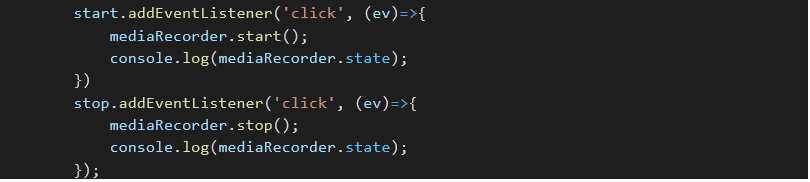 start.addEventListener('click', (ev)=>{
    mediaRecorder.start();
    console.log(mediaRecorder.state);
})
stop.addEventListener('click', (ev)=>{
    mediaRecorder.stop();
    console.log(mediaRecorder.state);
});